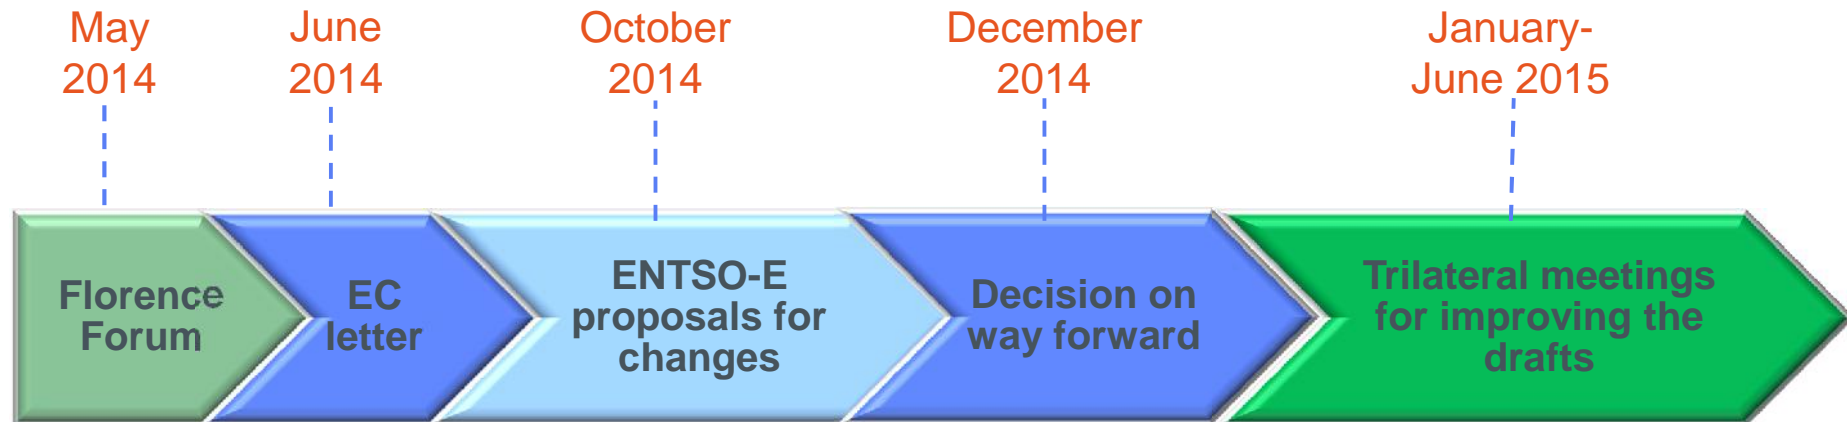 May
2014
June
2014
October
2014
December
2014
January-
June 2015
Florence
Forum
EC
letter
ENTSO-E
proposals for
changes
Decision on
way forward
Trilateral meetings
for improving the
drafts